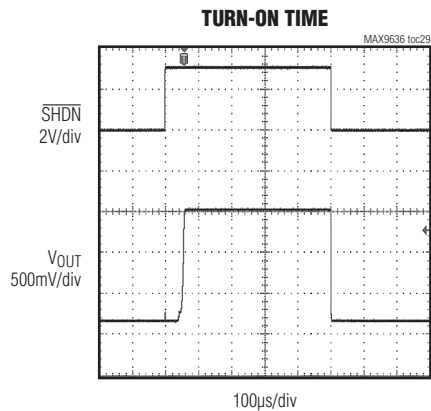 TURN-ON TIME
MAX9636 toc29
SHDN
2V/div
VOUT
500mV/div
100µs/div